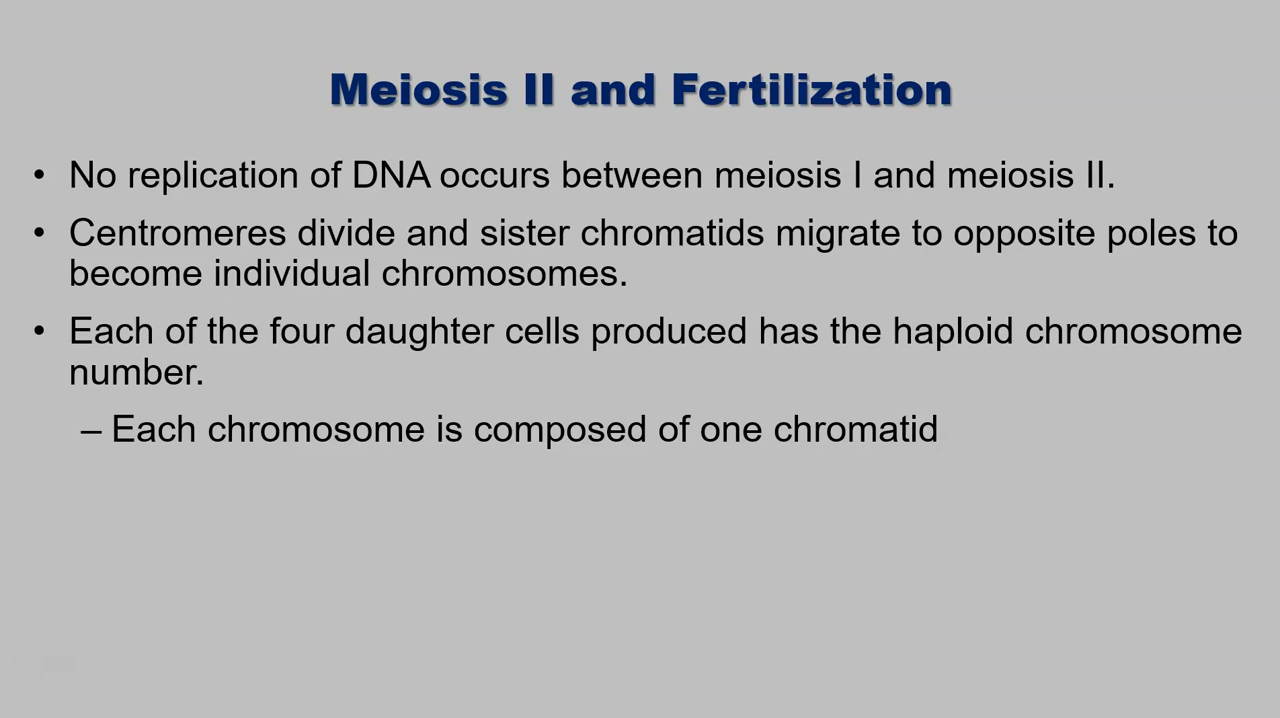 Meiosis II and Fertilization
• No replication of DNA occurs between meiosis I and meiosis II.
• Centromeres divide and sister chromatids migrate to opposite poles to
become individual chromosomes.
• Each of the four daughter cells produced has the haploid chromosome
number.
– Each chromosome is composed of one chromatid